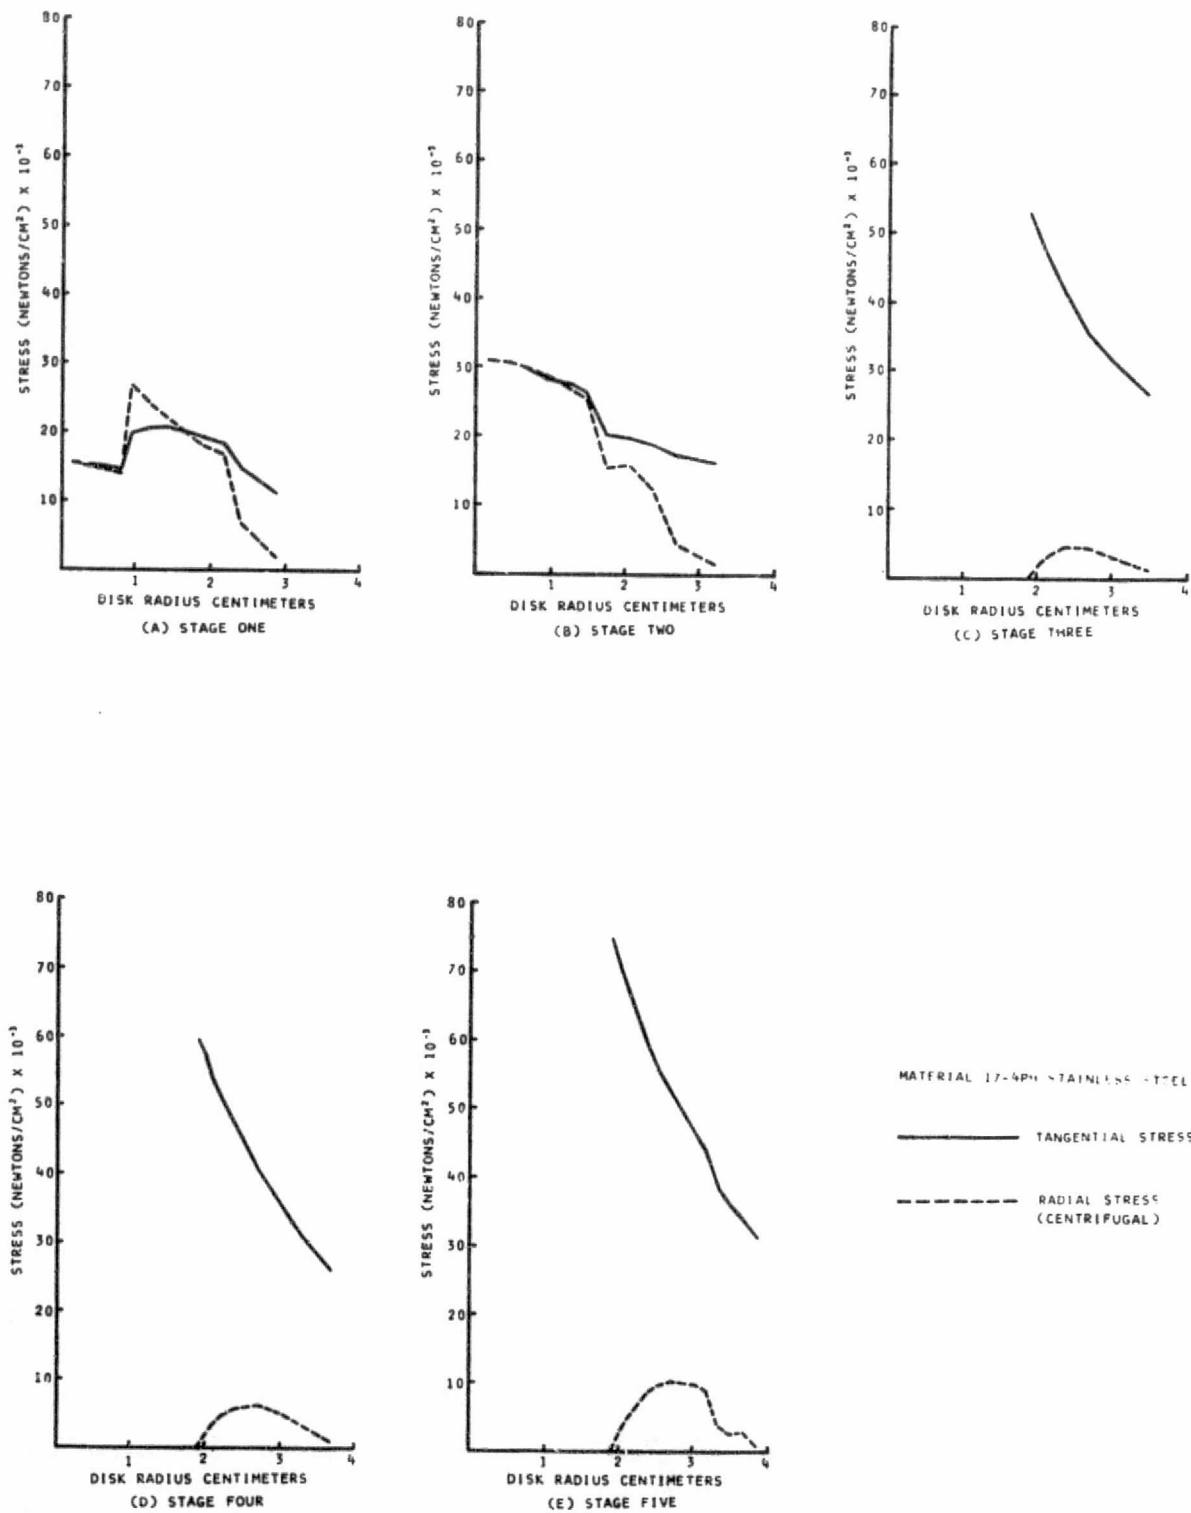 80
70
60
50
40
30
20
10
STRESS (NEWTONS/CM²) X 10⁻³
1 2 3 4
DISK RADIUS CENTIMETERS
(A) STAGE ONE
80
70
60
50
40
30
20
10
STRESS (NEWTONS/CM²) X 10⁻³
1 2 3 4
DISK RADIUS CENTIMETERS
(B) STAGE TWO
80
70
60
50
40
30
20
10
STRESS (NEWTONS/CM²) X 10⁻³
1 2 3 4
DISK RADIUS CENTIMETERS
(C) STAGE THREE
80
70
60
50
40
30
20
10
STRESS (NEWTONS/CM²) X 10⁻³
1 2 3 4
DISK RADIUS CENTIMETERS
(D) STAGE FOUR
80
70
60
50
40
30
20
10
STRESS (NEWTONS/CM²) X 10⁻³
1 2 3 4
DISK RADIUS CENTIMETERS
(E) STAGE FIVE
MATERIAL 17-4PH STAINLESS STEEL
TANGENTIAL STRESS
RADIAL STRESS
(CENTRIFUGAL)